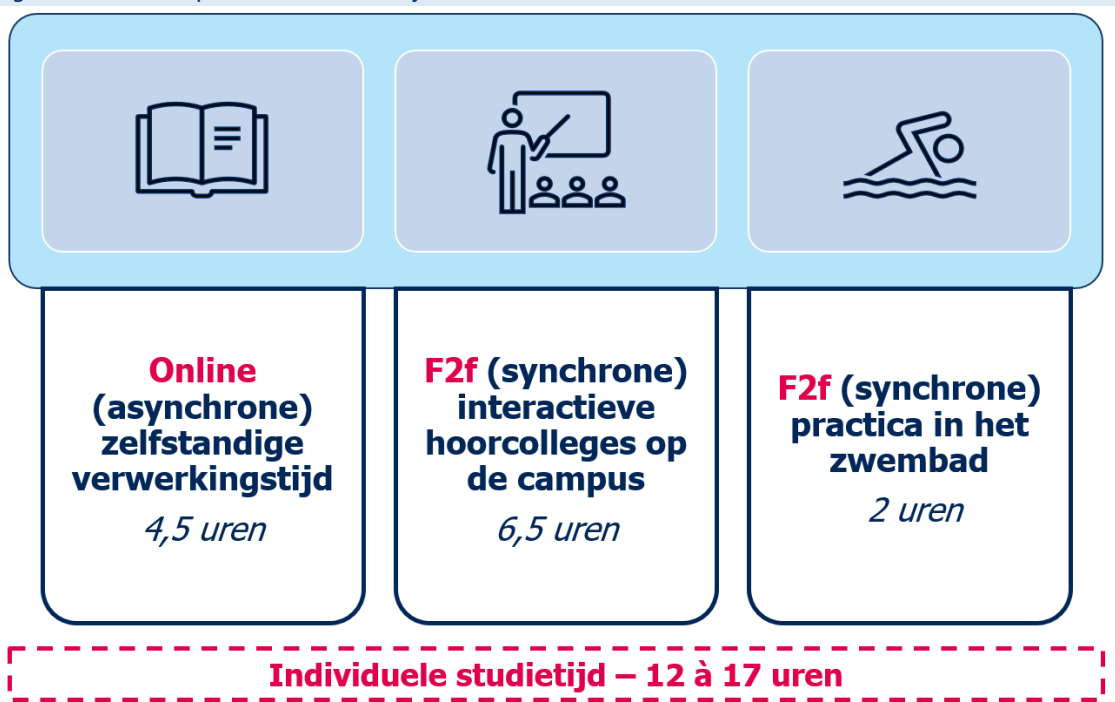 Online
(asynchrone)
zelfstandige
verwerkingstijd
4,5 uren
F2f (synchrone)
interactieve
hoorcolleges op
de campus
6,5 uren
F2f (synchrone)
practica in het
zwembad
2 uren
Individuele studietijd – 12 à 17 uren